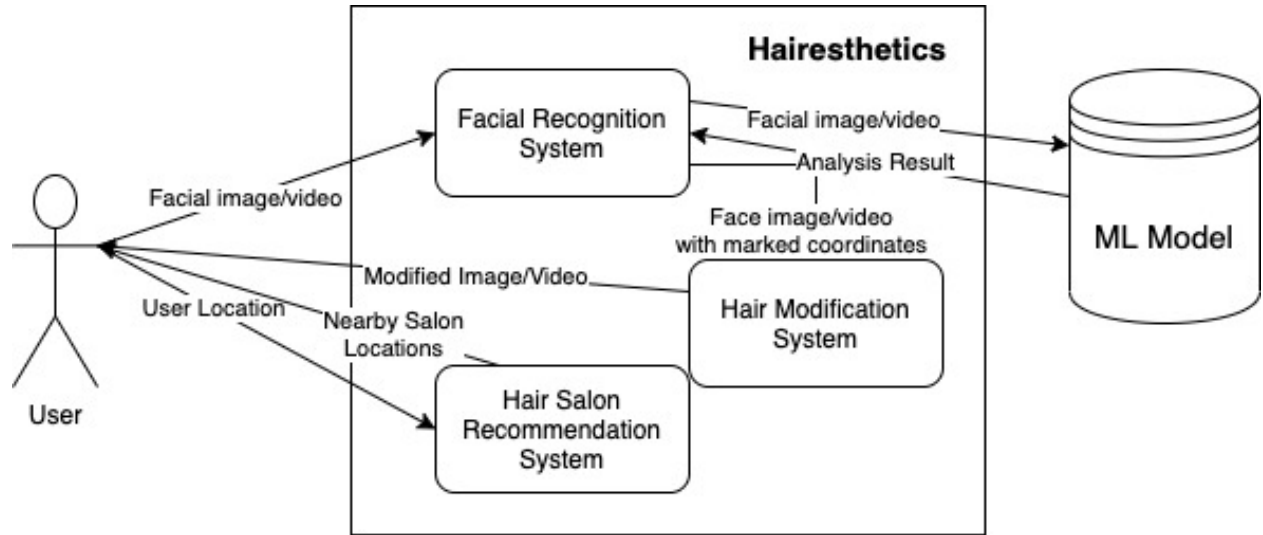 Hairesthetics
Facial Recognition
System
Facial image/video
Analysis Result
Facial image/video
Face image/video
with marked coordinates
ML Model
Modified Image/Video
Hair Modification
System
User Location
Nearby Salon
Locations
Hair Salon
Recommendation
System
User